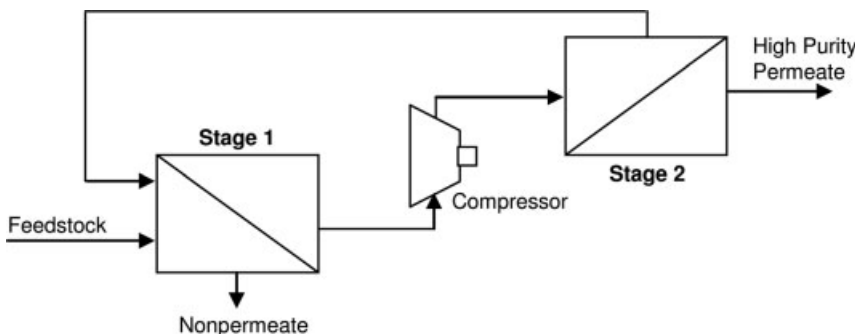 High Purity
Permeate
Stage 1
Stage 2
Compressor
Feedstock
Nonpermeate